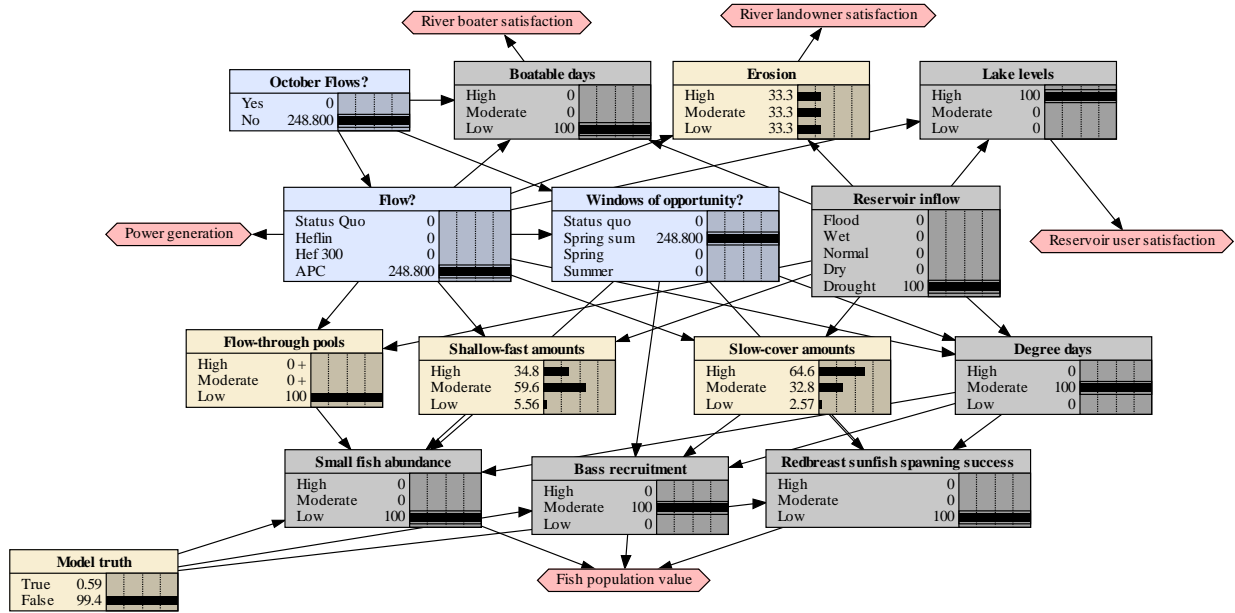 River boater satisfaction
River landowner satisfaction
October Flows?
Yes 0
No 248.800
Boatable days
High 0
Moderate 0
Low 100
Erosion
High 33.3
Moderate 33.3
Low 33.3
Lake levels
High 100
Moderate 0
Low 0
Power generation
Flow?
Status Quo 0
Heflin 0
Hef 300 0
APC 248.800
Windows of opportunity?
Status quo 0
Spring sum 248.800
Spring 0
Summer 0
Reservoir inflow
Flood 0
Wet 0
Normal 0
Dry 0
Drought 100
Reservoir user satisfaction
Flow-through pools
High 0 +
Moderate 0 +
Low 100
Shallow-fast amounts
High 34.8
Moderate 59.6
Low 5.56
Slow-cover amounts
High 64.6
Moderate 32.8
Low 2.57
Degree days
High 0
Moderate 100
Low 0
Small fish abundance
High 0
Moderate 0
Low 100
Bass recruitment
High 0
Moderate 100
Low 0
Redbreast sunfish spawning success
High 0
Moderate 0
Low 100
Model truth
True 0.59
False 99.4
Fish population value